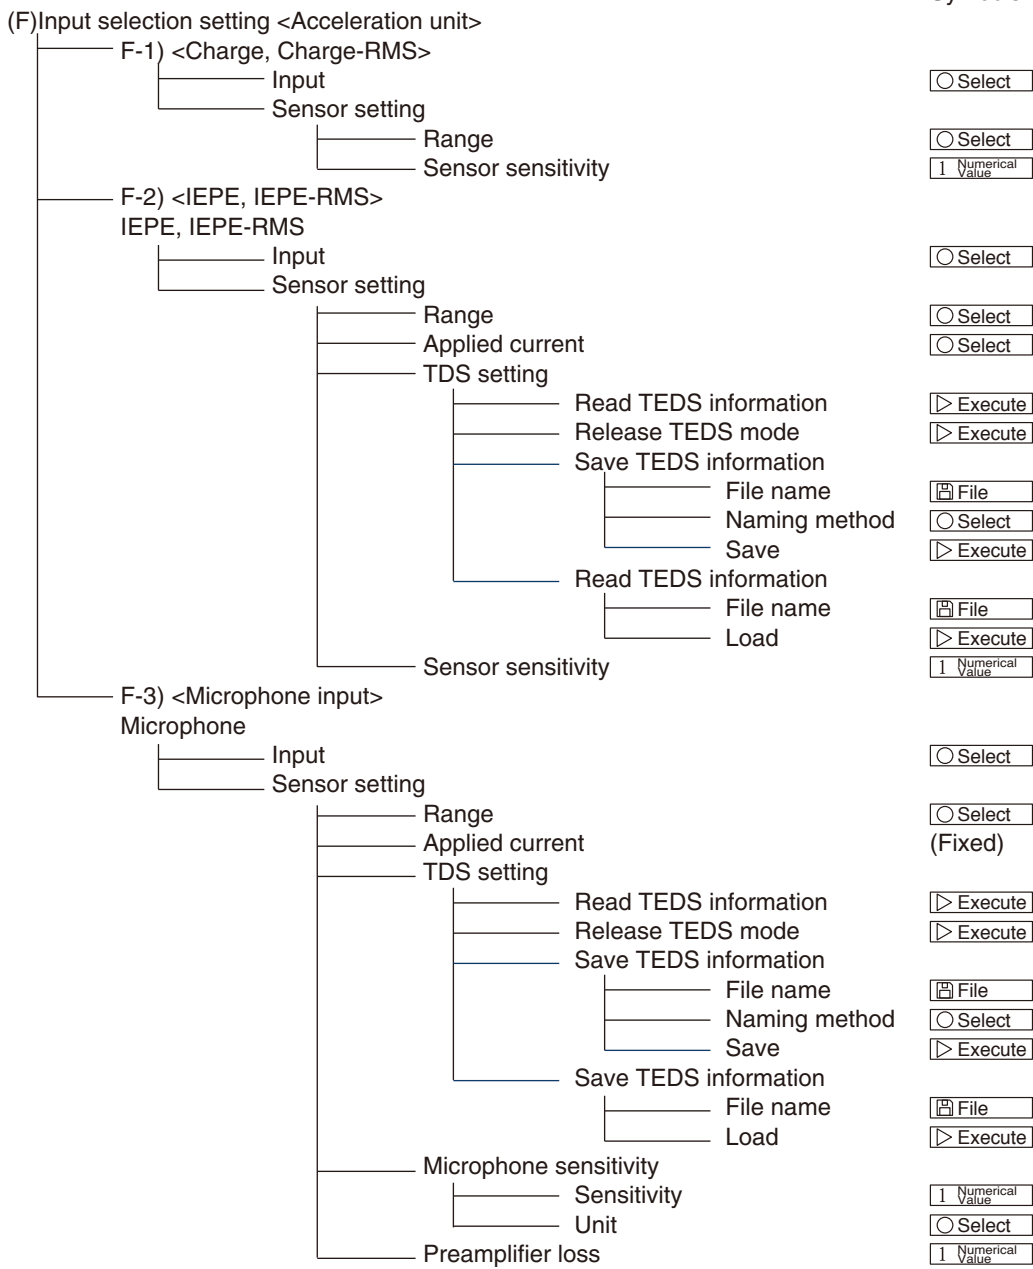 (F)Input selection setting <Acceleration unit>
F-1) <Charge, Charge-RMS>
Input Select
Sensor setting
Range Select
Sensor sensitivity 1 Numerical Value
F-2) <IEPE, IEPE-RMS>
IEPE, IEPE-RMS
Input Select
Sensor setting
Range Select
Applied current Select
TDS setting
Read TEDS information Execute
Release TEDS mode Execute
Save TEDS information
File name File
Naming method Select
Save Execute
Read TEDS information
File name File
Load Execute
Sensor sensitivity 1 Numerical Value
F-3) <Microphone input>
Microphone
Input Select
Sensor setting
Range Select
Applied current (Fixed)
TDS setting
Read TEDS information Execute
Release TEDS mode Execute
Save TEDS information
File name File
Naming method Select
Save Execute
Save TEDS information
File name File
Load Execute
Microphone sensitivity
Sensitivity 1 Numerical Value
Unit Select
Preamplifier loss 1 Numerical Value